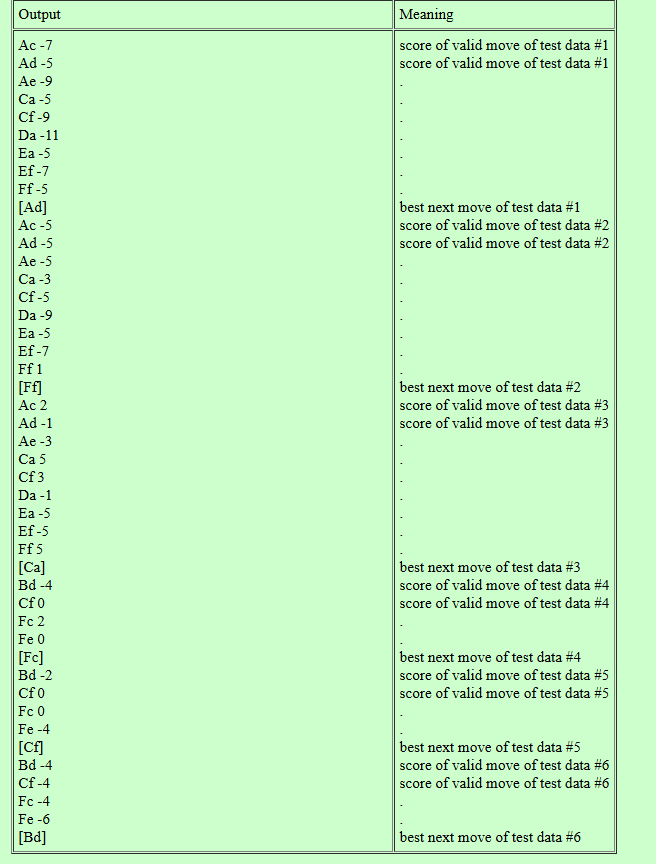 Output Meaning
Ac -7 score of valid move of test data #1
Ad -5 score of valid move of test data #1
Ae -9 .
Ca -5 .
Cf -9 .
Da -11 .
Ea -5 .
Ef -7 .
Ff -5 .
[Ad] best next move of test data #1
Ac -5 score of valid move of test data #2
Ad -5 score of valid move of test data #2
Ae -5 .
Ca -3 .
Cf -5 .
Da -9 .
Ea -5 .
Ef -7 .
Ff 1 .
[Ff] best next move of test data #2
Ac 2 score of valid move of test data #3
Ad -1 score of valid move of test data #3
Ae -3 .
Ca 5 .
Cf 3 .
Da -1 .
Ea -5 .
Ef -5 .
Ff 5 .
[Ca] best next move of test data #3
Bd -4 score of valid move of test data #4
Cf 0 score of valid move of test data #4
Fc 2 .
Fe 0 .
[Fc] best next move of test data #4
Bd -2 score of valid move of test data #5
Cf 0 score of valid move of test data #5
Fc 0 .
Fe -4 .
[Cf] best next move of test data #5
Bd -4 score of valid move of test data #6
Cf -4 score of valid move of test data #6
Fc -4 .
Fe -6 .
[Bd] best next move of test data #6